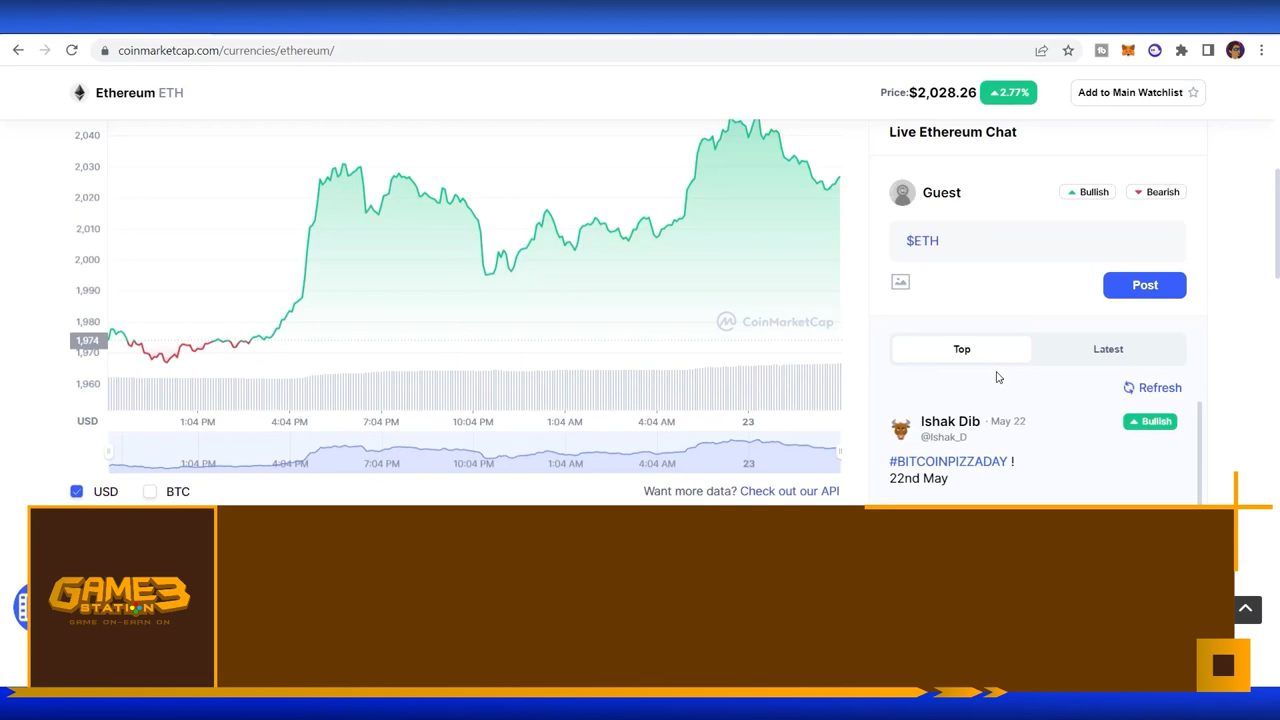 coinmarketcap.com/currencies/ethereum/
Ethereum ETH
Price:$2,028.26 2.77%
Add to Main Watchlist
2,040
2,030
2,020
2,010
2,000
1,990
1,980
1,974
1,970
1,960
CoinMarketCap
USD
1:04 PM 4:04 PM 7:04 PM 10:04 PM 1:04 AM 4:04 AM 23
1:04 PM 4:04 PM 7:04 PM 10:04 PM 1:04 AM 4:04 AM 23
USD BTC
Want more data? Check out our API
Live Ethereum Chat
Guest
Bullish Bearish
$ETH
Post
Top Latest
Refresh
Ishak Dib · May 22
Bullish
@Ishak_D
#BITCOINPIZZADAY !
22nd May
GAME3
STATION
GAME ON-EARN ON